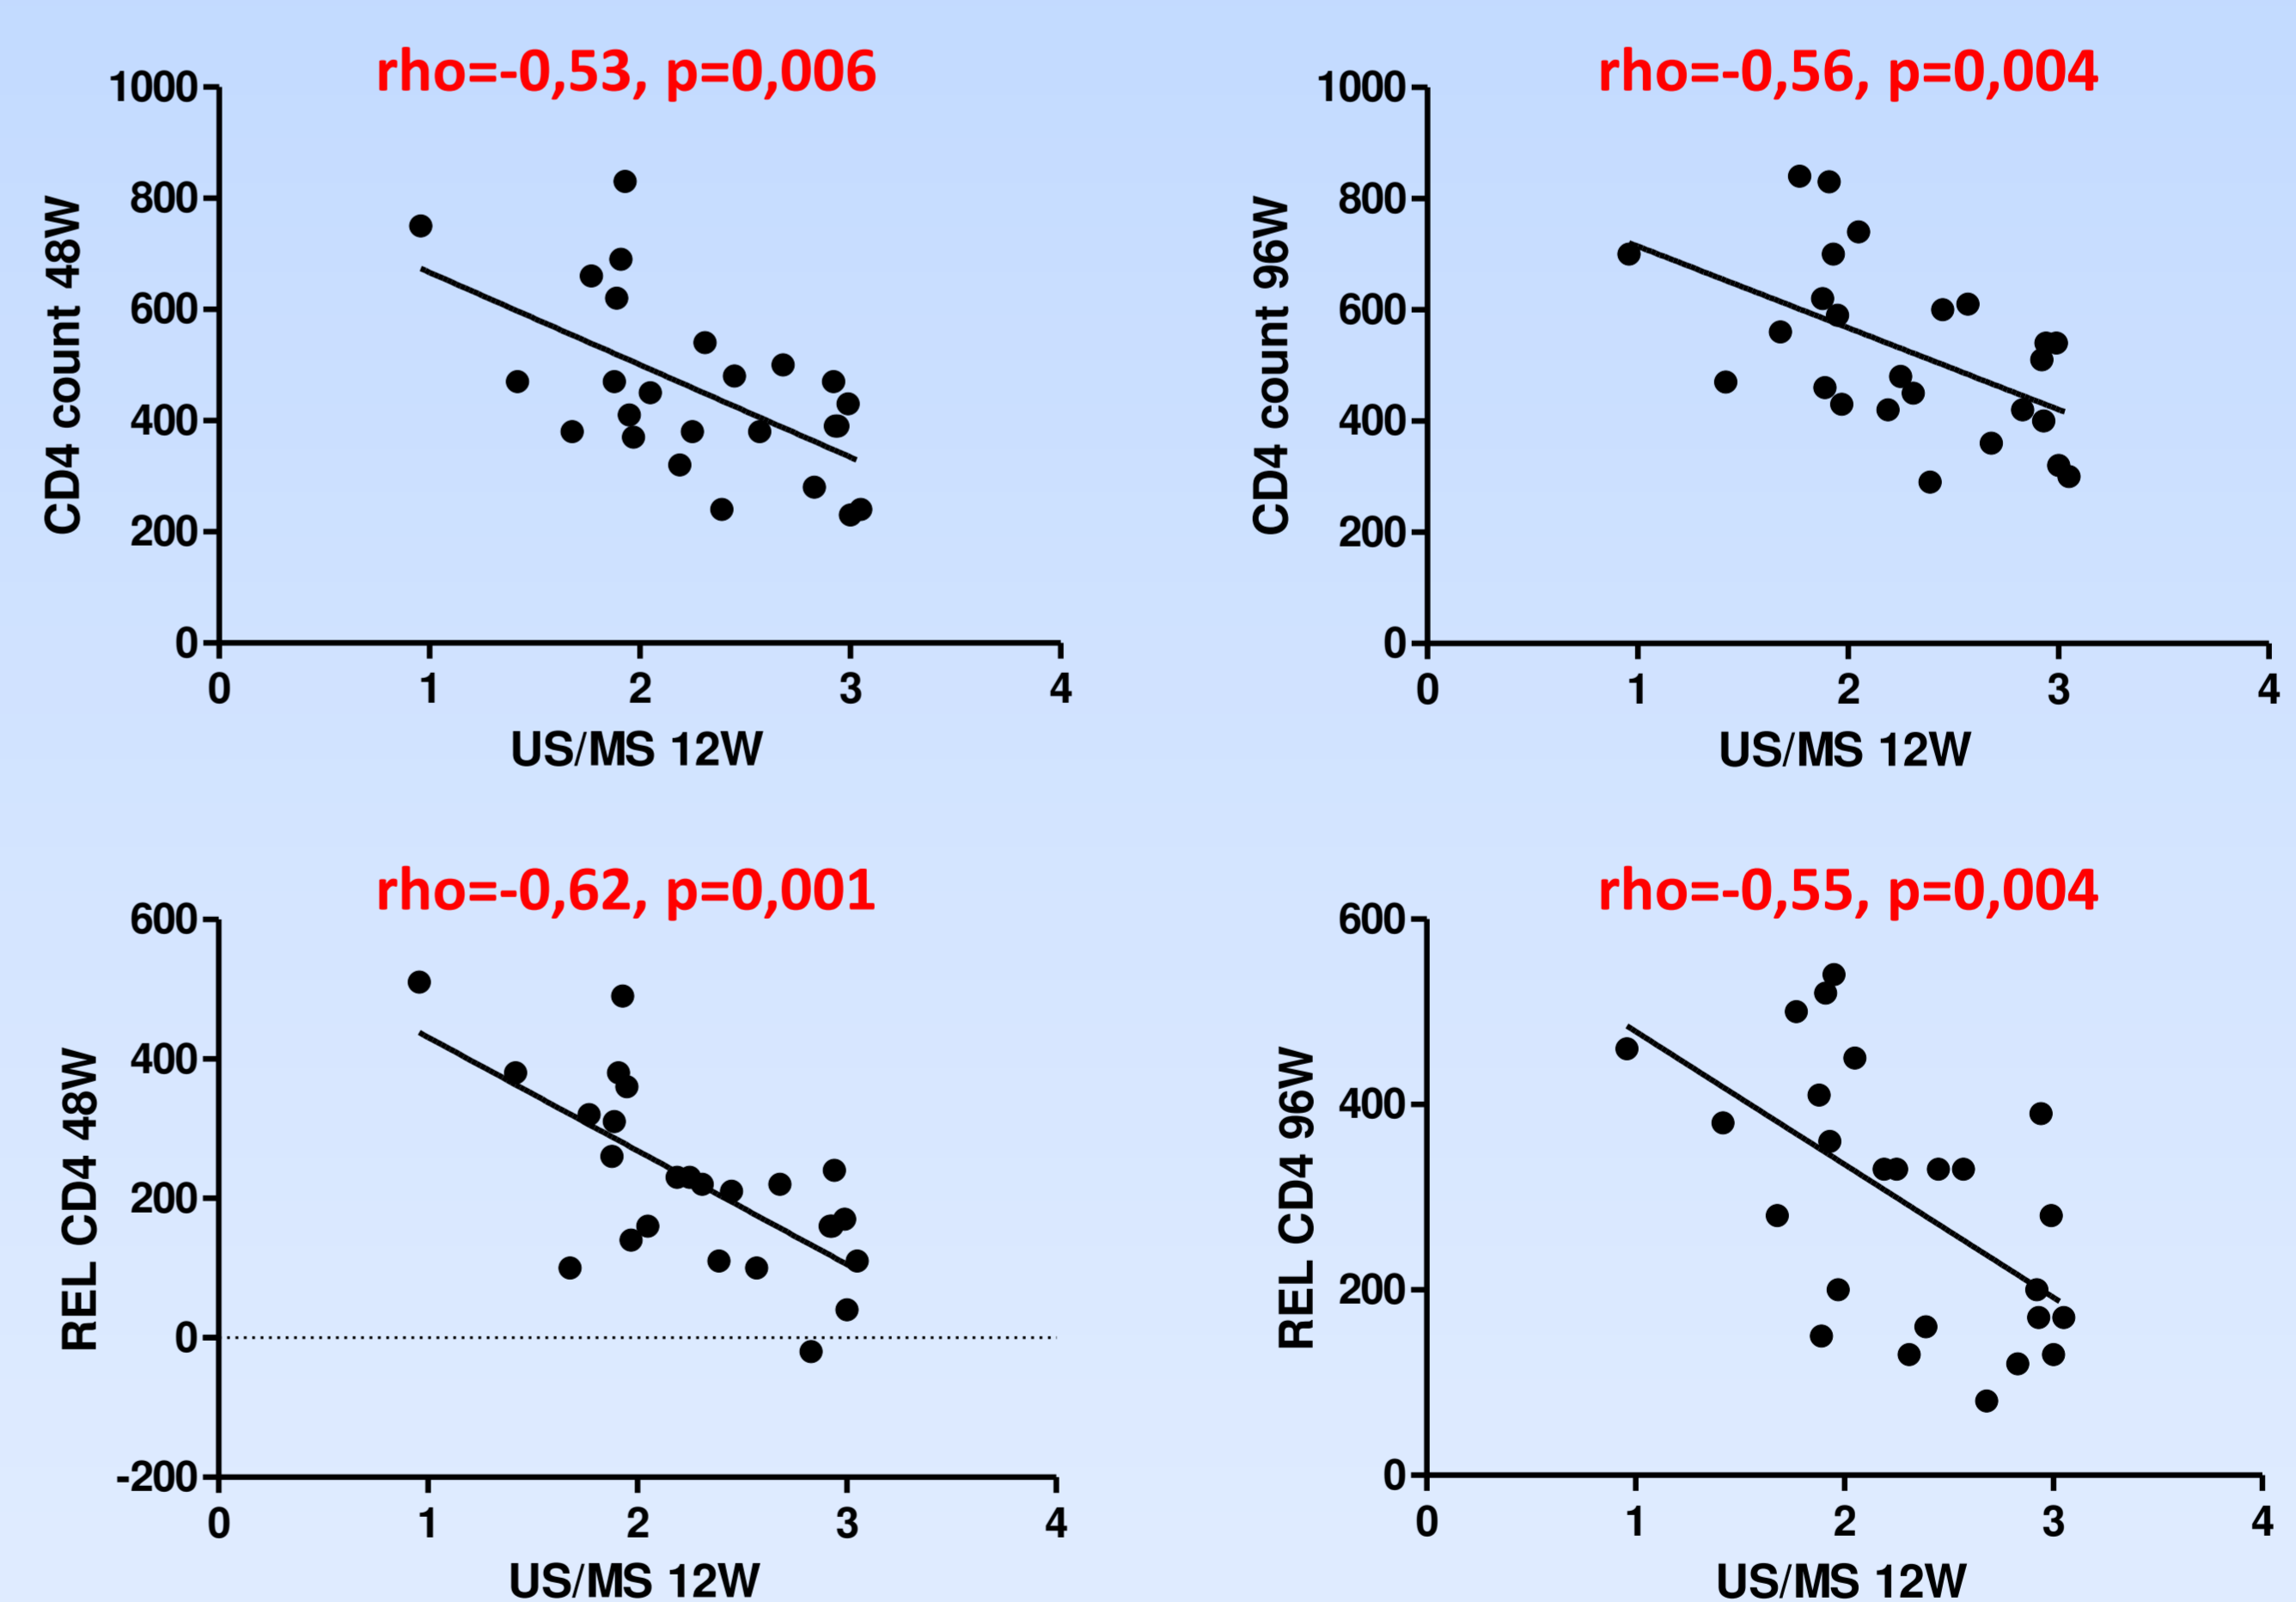 rho=-0,53, p=0,006
1000
800
600
400
200
0
CD4 count 48W
0 1 2 3 4
US/MS 12W
rho=-0,56, p=0,004
1000
800
600
400
200
0
CD4 count 96W
0 1 2 3 4
US/MS 12W
rho=-0,62, p=0,001
600
400
200
0
-200
REL CD4 48W
0 1 2 3 4
US/MS 12W
rho=-0,55, p=0,004
600
400
200
0
REL CD4 96W
0 1 2 3 4
US/MS 12W